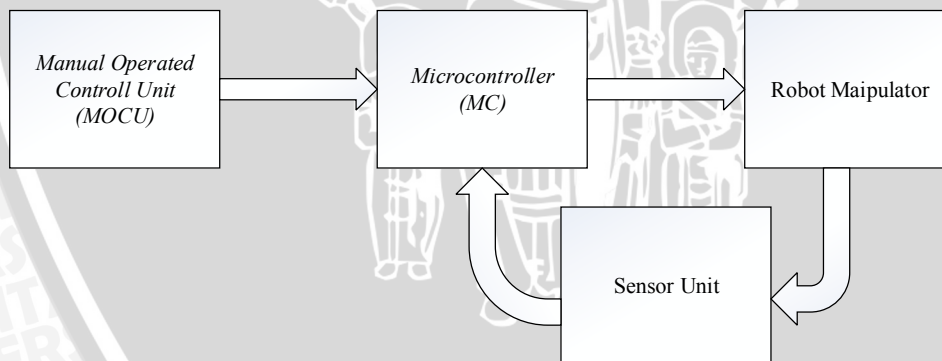 Manual Operated
Controll Unit
(MOCU)
Microcontroller
(MC)
Robot Maipulator
Sensor Unit